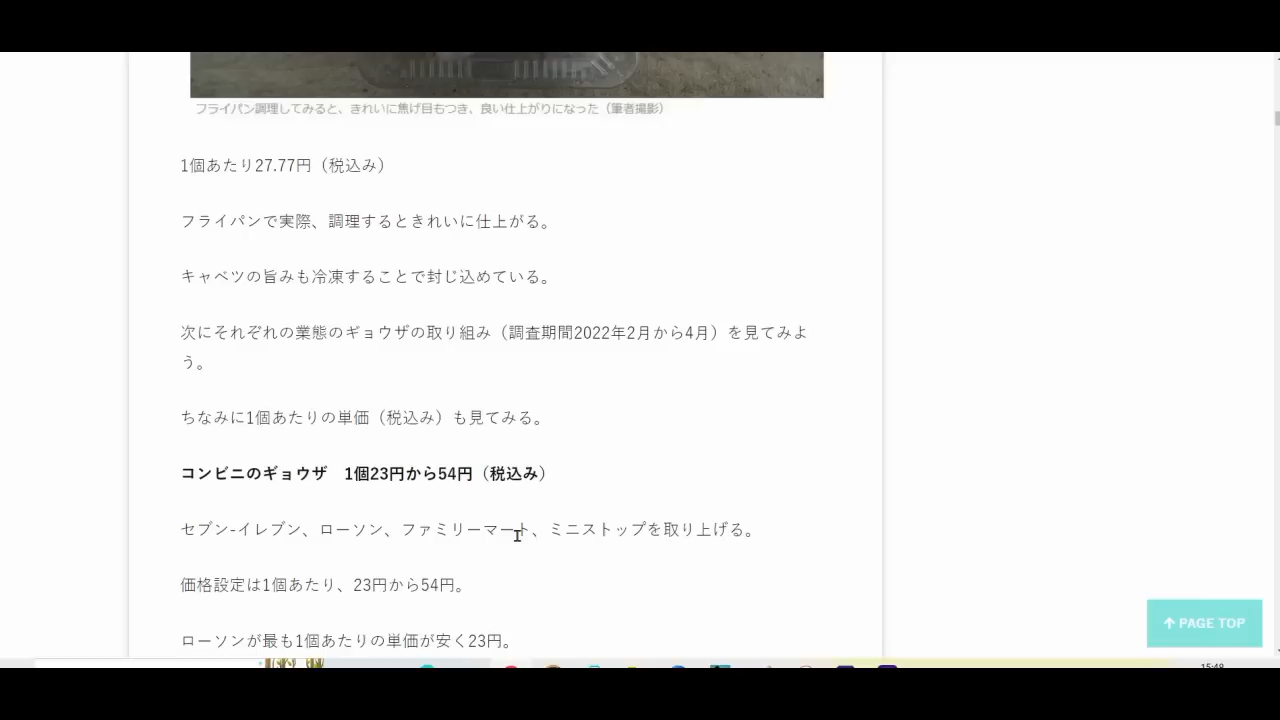 フライパン調理してみると、きれいに焦げ目もつき、良い仕上がりになった（筆者撮影）
1個あたり27.77円（税込み）
フライパンで実際、調理するときれいに仕上がる。
キャベツの旨みも冷凍することで封じ込めている。
次にそれぞれの業態のギョウザの取り組み（調査期間2022年2月から4月）を見てみよ
う。
ちなみに1個あたりの単価（税込み）も見てみる。
コンビニのギョウザ　1個23円から54円（税込み）
セブン-イレブン、ローソン、ファミリーマート、ミニストップを取り上げる。
価格設定は1個あたり、23円から54円。
ローソンが最も1個あたりの単価が安く23円。
↑ PAGE TOP
15:48